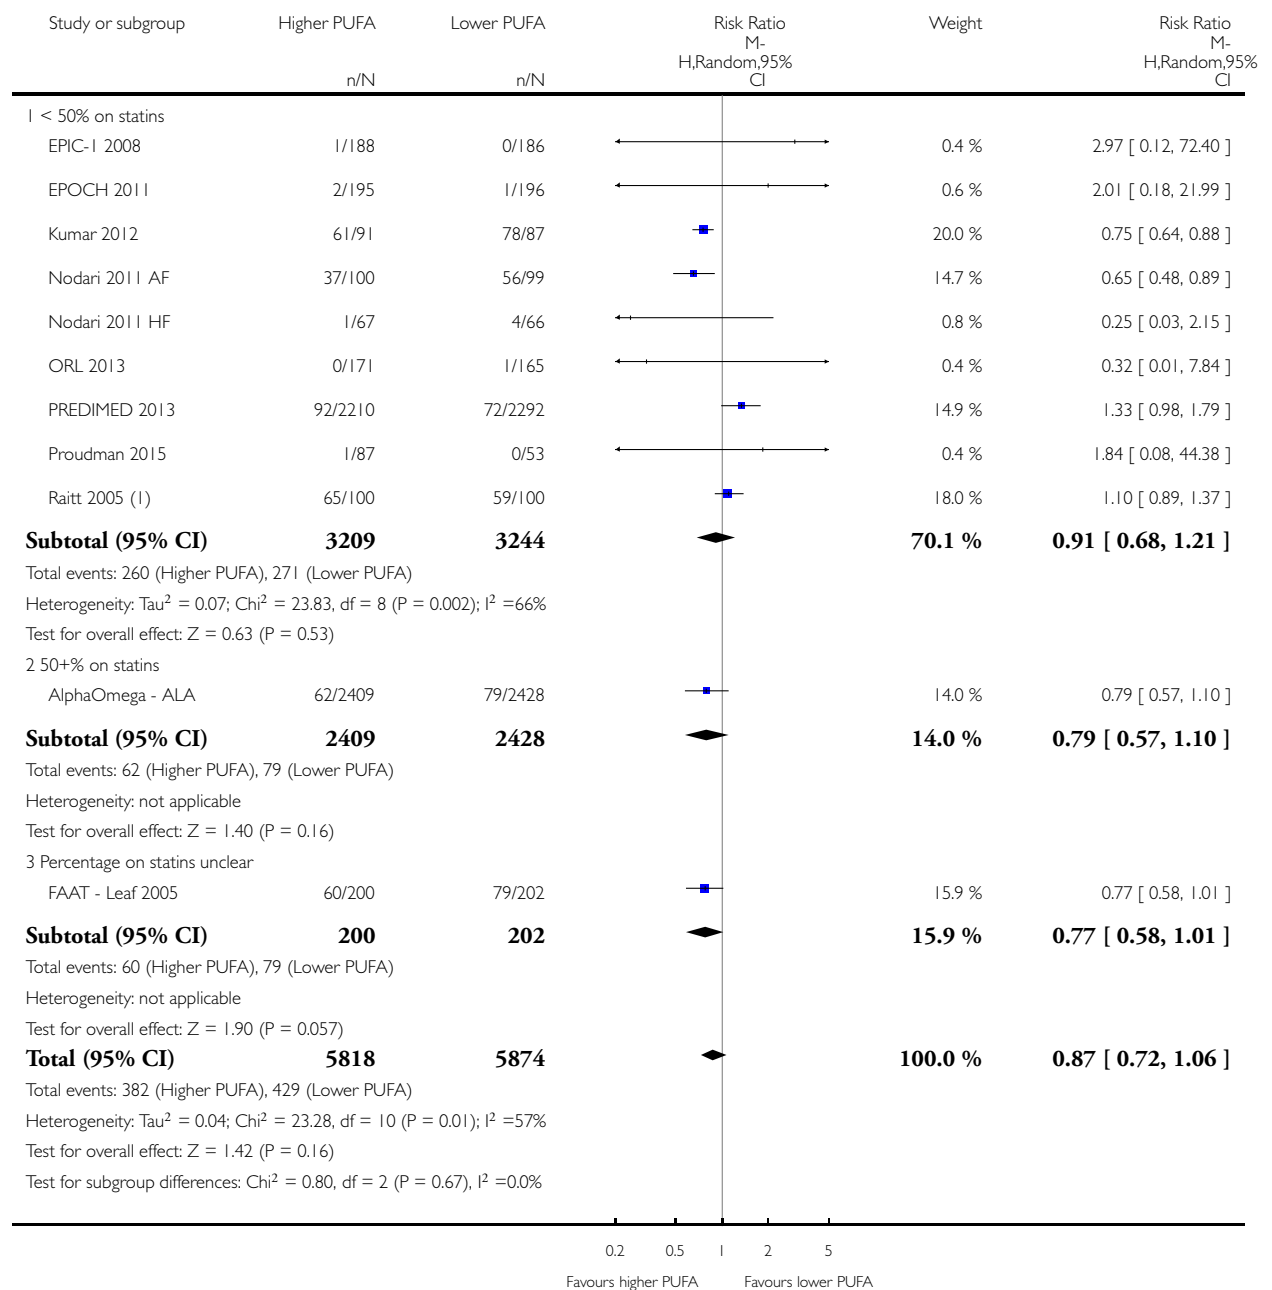 Study or subgroup Higher PUFA Lower PUFA Risk Ratio Weight Risk Ratio
M- M-
H,Random,95% H,Random,95%
n/N n/N CI CI
1 < 50% on statins
EPIC-1 2008 1/188 0/186 0.4 % 2.97 [ 0.12, 72.40 ]
EPOCH 2011 2/195 1/196 0.6 % 2.01 [ 0.18, 21.99 ]
Kumar 2012 61/91 78/87 20.0 % 0.75 [ 0.64, 0.88 ]
Nodari 2011 AF 37/100 56/99 14.7 % 0.65 [ 0.48, 0.89 ]
Nodari 2011 HF 1/67 4/66 0.8 % 0.25 [ 0.03, 2.15 ]
ORL 2013 0/171 1/165 0.4 % 0.32 [ 0.01, 7.84 ]
PREDIMED 2013 92/2210 72/2292 14.9 % 1.33 [ 0.98, 1.79 ]
Proudman 2015 1/87 0/53 0.4 % 1.84 [ 0.08, 44.38 ]
Raitt 2005 (1) 65/100 59/100 18.0 % 1.10 [ 0.89, 1.37 ]
Subtotal (95% CI) 3209 3244 70.1 % 0.91 [ 0.68, 1.21 ]
Total events: 260 (Higher PUFA), 271 (Lower PUFA)
Heterogeneity: Tau² = 0.07; Chi² = 23.83, df = 8 (P = 0.002); I² =66%
Test for overall effect: Z = 0.63 (P = 0.53)
2 50+% on statins
AlphaOmega - ALA 62/2409 79/2428 14.0 % 0.79 [ 0.57, 1.10 ]
Subtotal (95% CI) 2409 2428 14.0 % 0.79 [ 0.57, 1.10 ]
Total events: 62 (Higher PUFA), 79 (Lower PUFA)
Heterogeneity: not applicable
Test for overall effect: Z = 1.40 (P = 0.16)
3 Percentage on statins unclear
FAAT - Leaf 2005 60/200 79/202 15.9 % 0.77 [ 0.58, 1.01 ]
Subtotal (95% CI) 200 202 15.9 % 0.77 [ 0.58, 1.01 ]
Total events: 60 (Higher PUFA), 79 (Lower PUFA)
Heterogeneity: not applicable
Test for overall effect: Z = 1.90 (P = 0.057)
Total (95% CI) 5818 5874 100.0 % 0.87 [ 0.72, 1.06 ]
Total events: 382 (Higher PUFA), 429 (Lower PUFA)
Heterogeneity: Tau² = 0.04; Chi² = 23.28, df = 10 (P = 0.01); I² =57%
Test for overall effect: Z = 1.42 (P = 0.16)
Test for subgroup differences: Chi² = 0.80, df = 2 (P = 0.67), I² =0.0%
0.2 0.5 1 2 5
Favours higher PUFA Favours lower PUFA